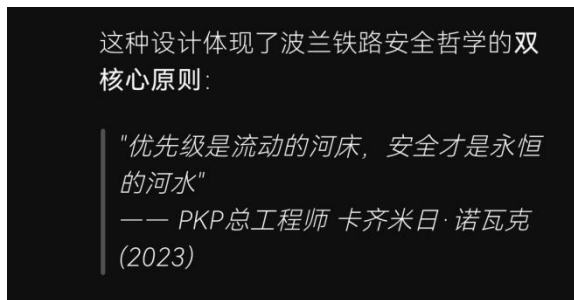 这种设计体现了波兰铁路安全哲学的双
核心原则:
"优先级是流动的河床，安全才是永恒
的河水"
—— PKP总工程师 卡齐米日·诺瓦克
(2023)